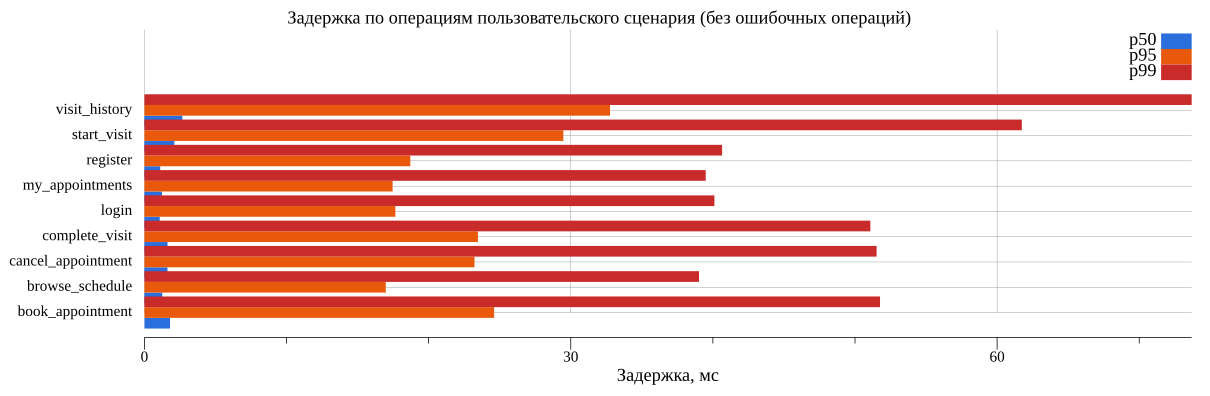 Задержка по операциям пользовательского сценария (без ошибочных операций)
p50
p95
p99
visit_history
start_visit
register
my_appointments
login
complete_visit
cancel_appointment
browse_schedule
book_appointment
0
30
60
Задержка, мс